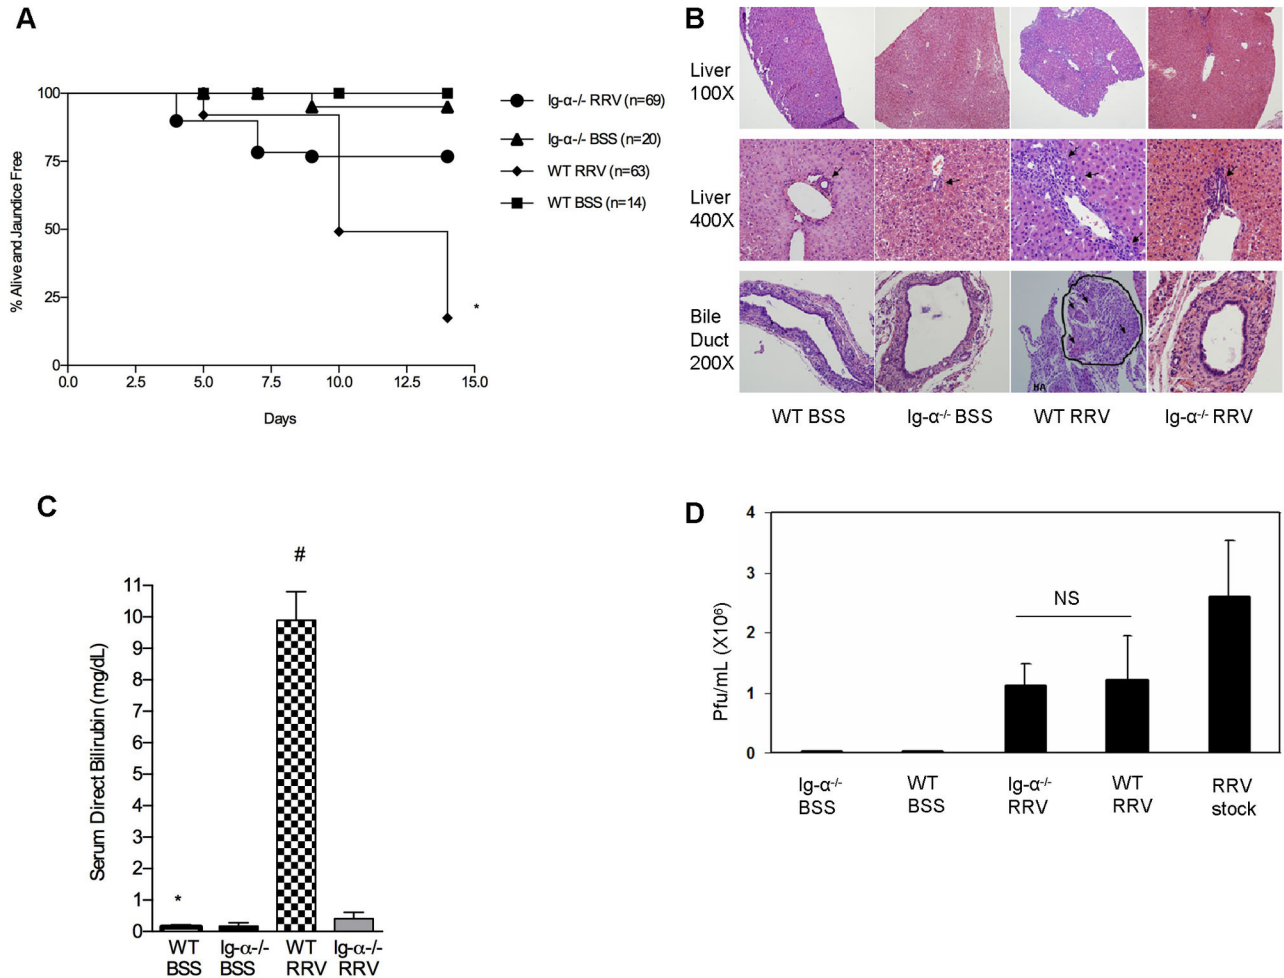 A
% Alive and Jaundice Free
100
75
50
25
0
0.0 2.5 5.0 7.5 10.0 12.5 15.0
Days
*
Ig-α-/- RRV (n=69)
Ig-α-/- BSS (n=20)
WT RRV (n=63)
WT BSS (n=14)
B
Liver
100X
Liver
400X
Bile
Duct
200X
HA
WT BSS Ig-α-/- BSS WT RRV Ig-α-/- RRV
C
Serum Direct Bilirubin (mg/dL)
11
10
9
8
7
6
5
4
3
2
1
0
*
#
WT Ig-α-/- WT Ig-α-/-
BSS BSS RRV RRV
D
Pfu/mL (X10⁶)
4
3
2
1
0
NS
Ig-α-/- WT Ig-α-/- WT RRV
BSS BSS RRV RRV stock